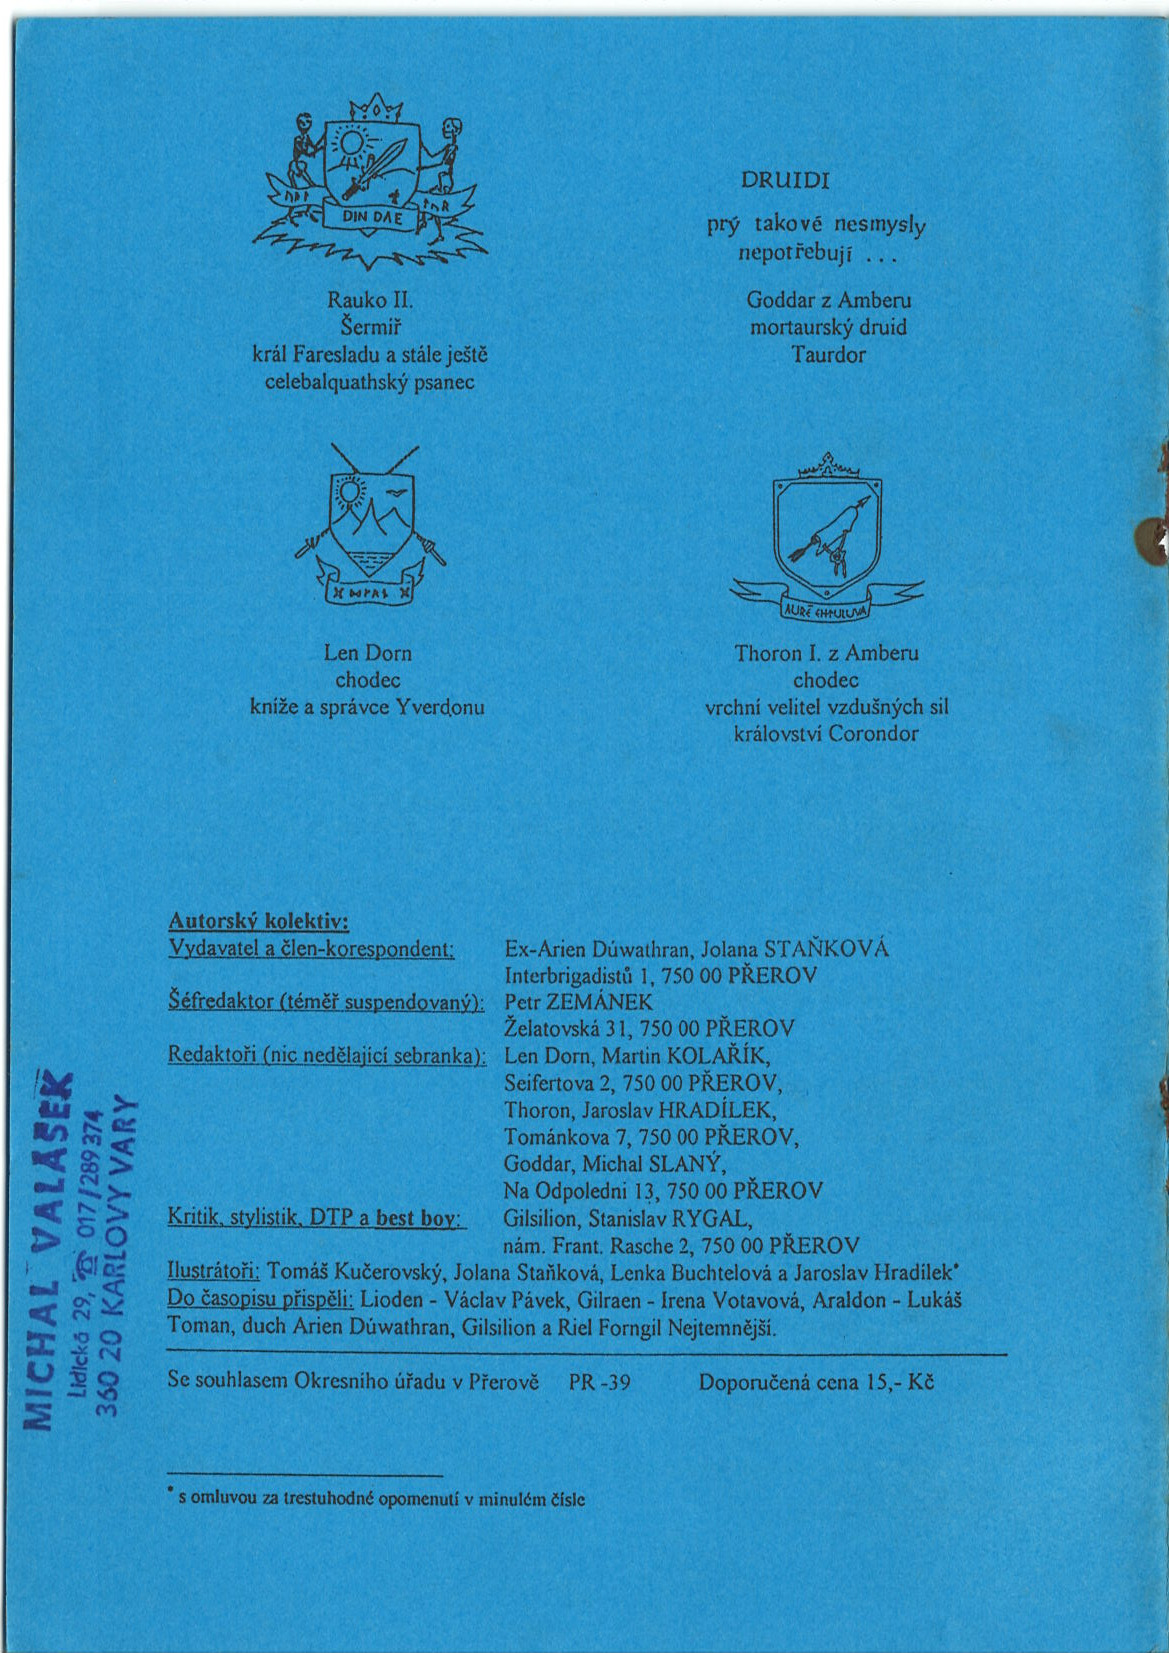 DIN DAE
Rauko II.
Šermíř
král Faresladu a stále ještě
celebalquathský psanec
DRUIDI
prý takové nesmysly
nepotřebují ...
Goddar z Amberu
mortaurský druid
Taurdor
Len Dorn
chodec
kníže a správce Yverdonu
AURË
Thoron I. z Amberu
chodec
vrchní velitel vzdušných sil
království Corondor
Autorský kolektiv:
Vydavatel a člen-korespondent: Ex-Arien Dúwathran, Jolana STAŇKOVÁ
Interbrigadistů 1, 750 00 PŘEROV
Šéfredaktor (téměř suspendovaný): Petr ZEMÁNEK
Želatovská 31, 750 00 PŘEROV
Redaktoři (nic nedělající sebranka): Len Dorn, Martin KOLAŘÍK,
Seifertova 2, 750 00 PŘEROV,
Thoron, Jaroslav HRADÍLEK,
Tománkova 7, 750 00 PŘEROV,
Goddar, Michal SLANÝ,
Na Odpoledni 13, 750 00 PŘEROV
Kritik, stylistik, DTP a best boy: Gilsilion, Stanislav RYGAL,
nám. Frant. Rasche 2, 750 00 PŘEROV
Ilustrátoři: Tomáš Kučerovský, Jolana Staňková, Lenka Buchtelová a Jaroslav Hradílek*
Do časopisu přispěli: Lioden - Václav Pávek, Gilraen - Irena Votavová, Araldon - Lukáš
Toman, duch Arien Dúwathran, Gilsilion a Riel Forngil Nejtemnější.
Se souhlasem Okresního úřadu v Přerově PR -39 Doporučená cena 15,- Kč
* s omluvou za trestuhodné opomenutí v minulém čísle
MICHAL VALÁŠEK
Lidická 29, ☎ 017/289374
360 20 KARLOVY VARY